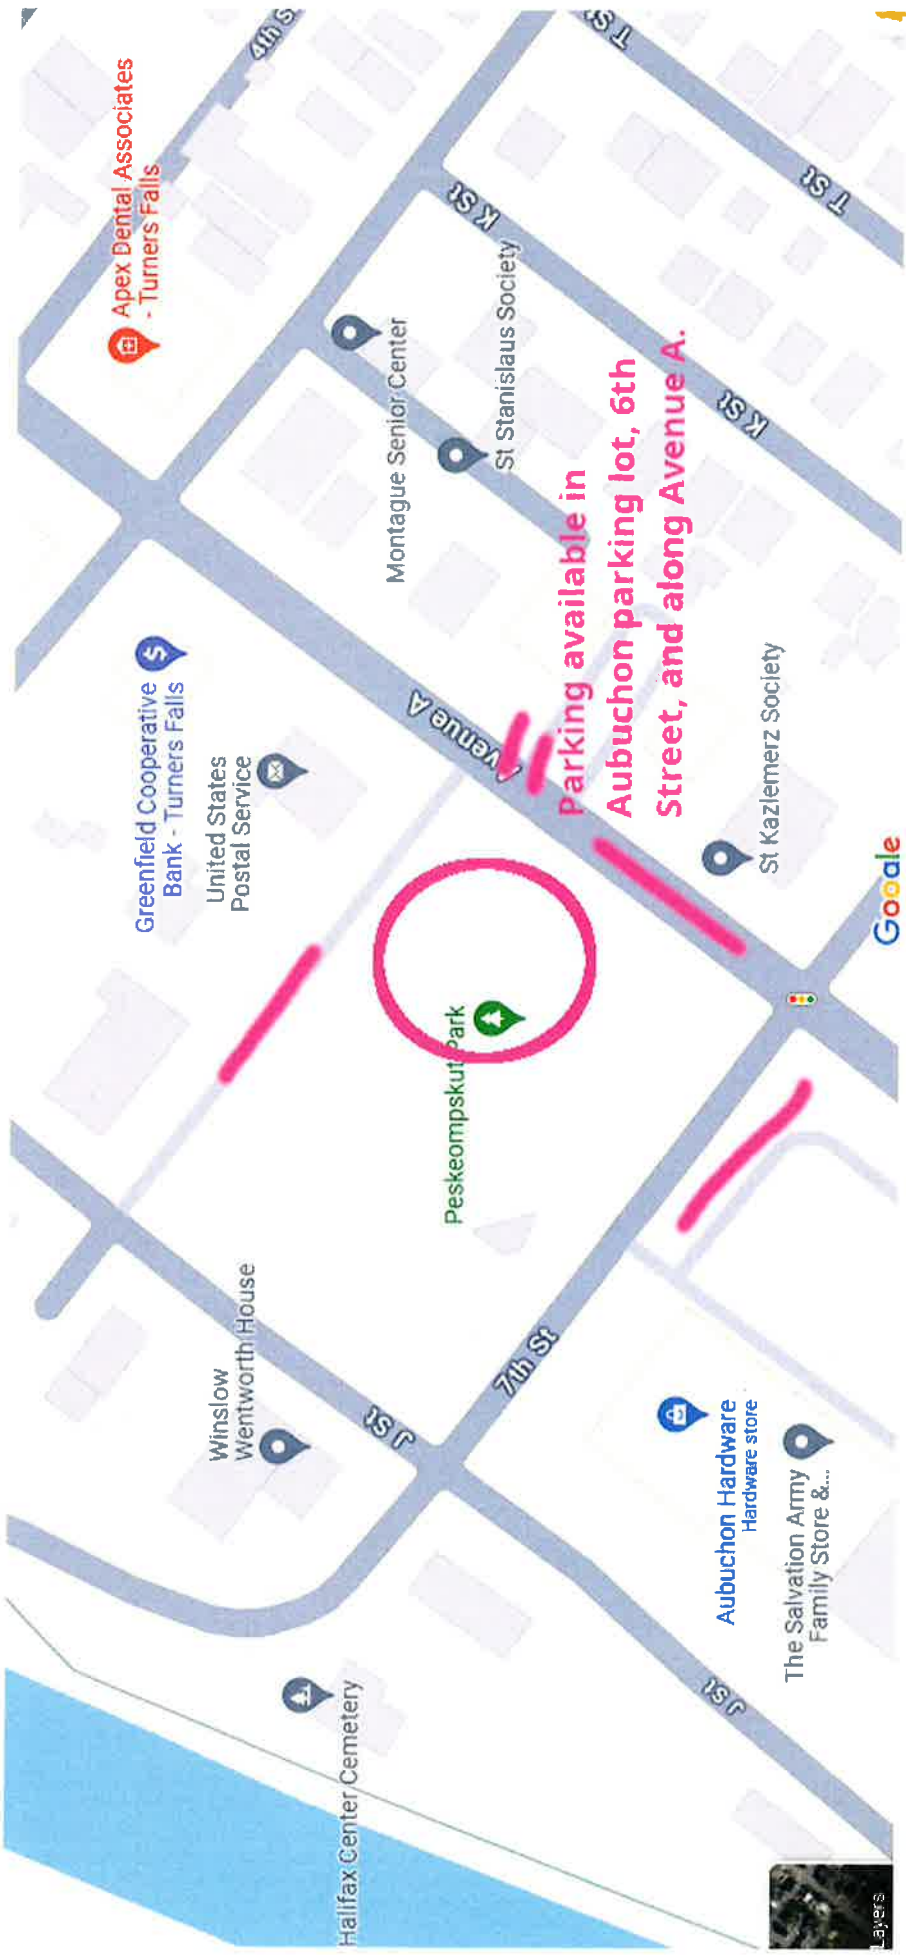 Halifax Center Cemetery
Winslow
Wentworth House
J St
Greenfield Cooperative
Bank - Turners Falls
United States
Postal Service
Apex Dental Associates
- Turners Falls
4th S
Peskeompskut Park
7th St
Avenue A
Montague Senior Center
St Stanislaus Society
K St
T St
Parking available in
Aubuchon parking lot, 6th
Street, and along Avenue A.
J St
Aubuchon Hardware
Hardware store
The Salvation Army
Family Store &...
St Kazlemerz Society
K St
T St
Layers
Google